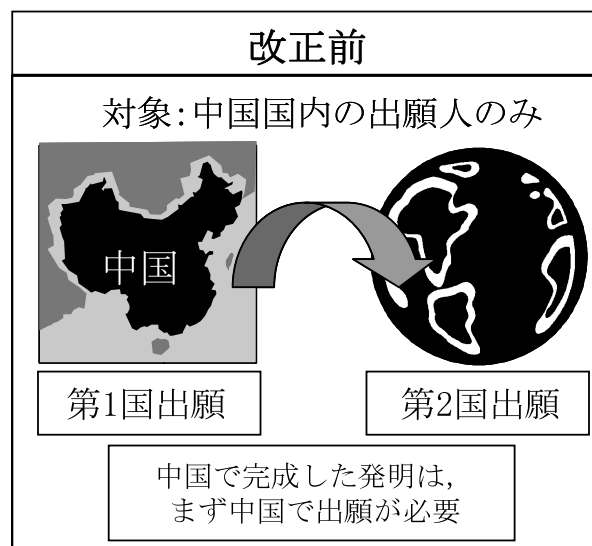 改正前
対象:中国国内の出願人のみ
中国
第1国出願
第2国出願
中国で完成した発明は,
まず中国で出願が必要